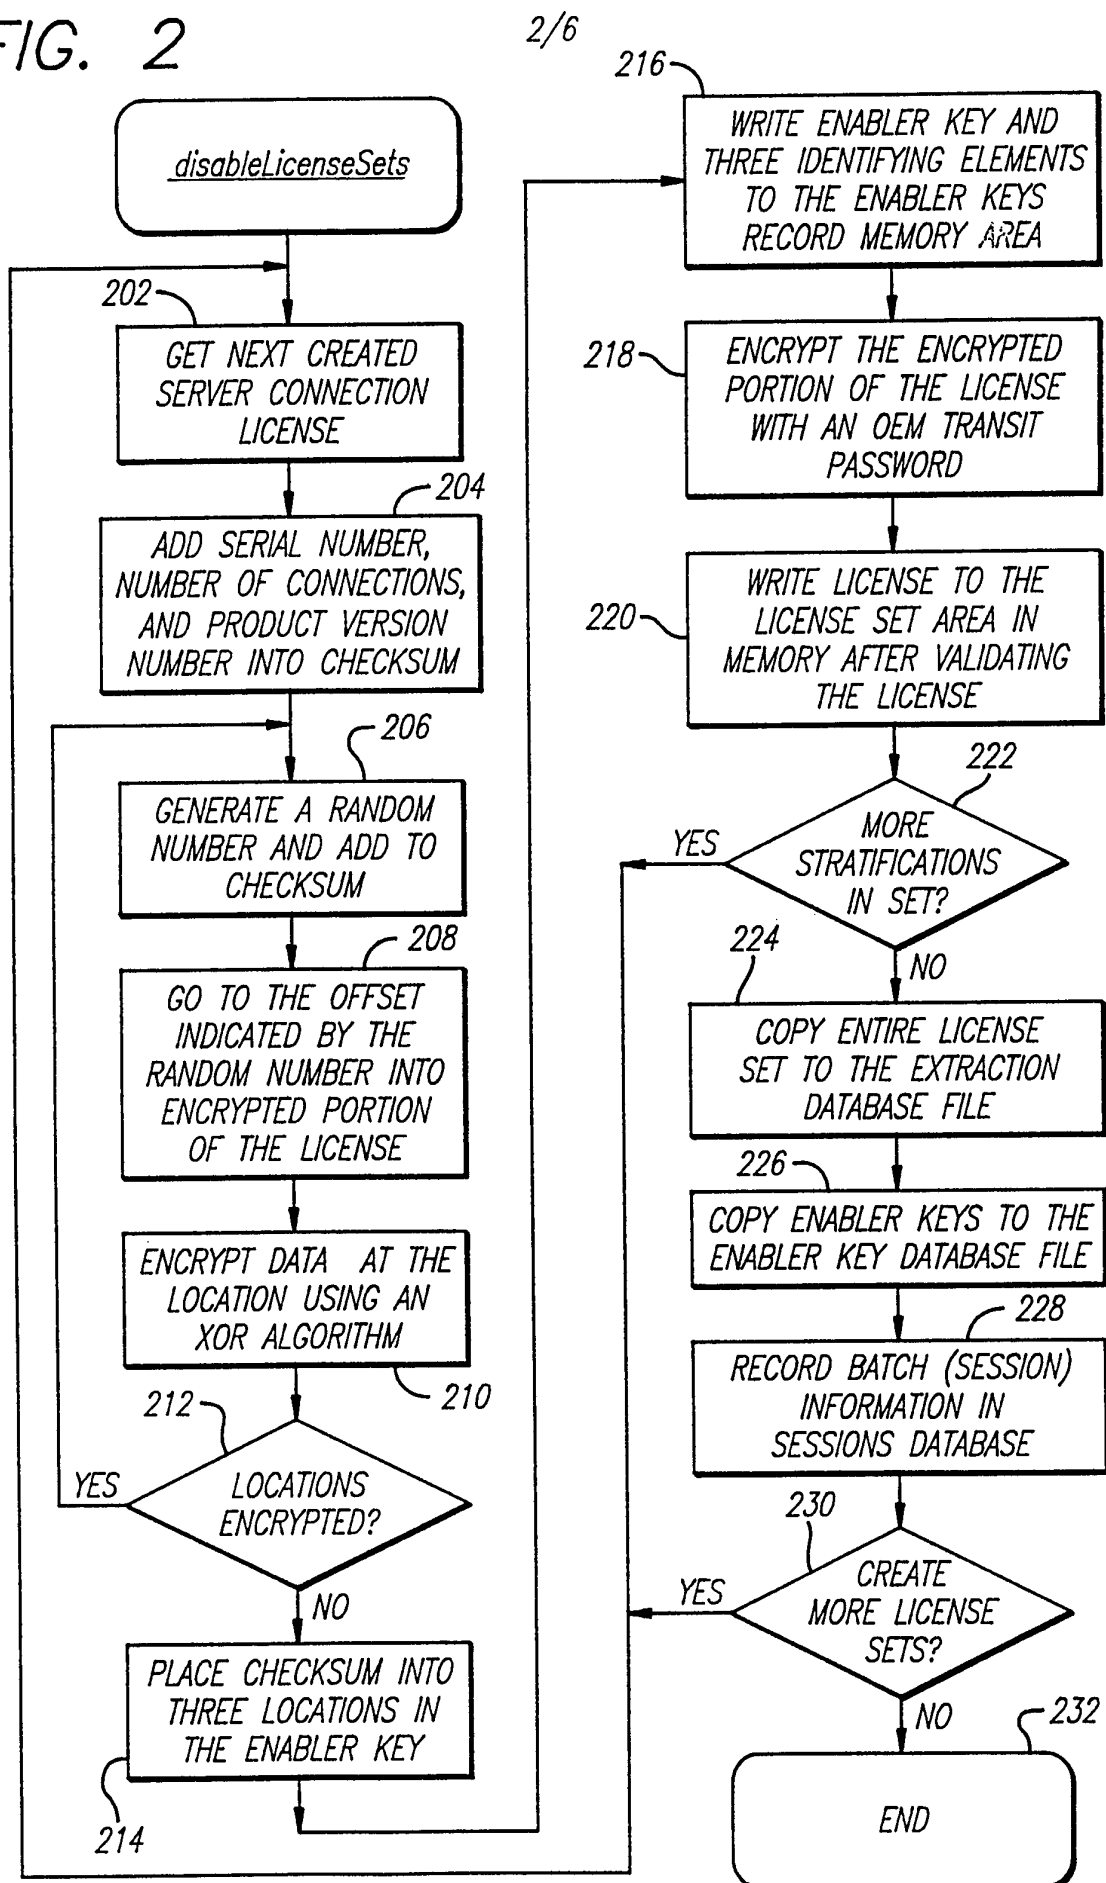 FIG. 2
2/6
disableLicenseSets
202
GET NEXT CREATED
SERVER CONNECTION
LICENSE
204
ADD SERIAL NUMBER,
NUMBER OF CONNECTIONS,
AND PRODUCT VERSION
NUMBER INTO CHECKSUM
206
GENERATE A RANDOM
NUMBER AND ADD TO
CHECKSUM
208
GO TO THE OFFSET
INDICATED BY THE
RANDOM NUMBER INTO
ENCRYPTED PORTION
OF THE LICENSE
ENCRYPT DATA AT THE
LOCATION USING AN
XOR ALGORITHM
210
212
YES
LOCATIONS
ENCRYPTED?
NO
PLACE CHECKSUM INTO
THREE LOCATIONS IN
THE ENABLER KEY
214
216
WRITE ENABLER KEY AND
THREE IDENTIFYING ELEMENTS
TO THE ENABLER KEYS
RECORD MEMORY AREA
218
ENCRYPT THE ENCRYPTED
PORTION OF THE LICENSE
WITH AN OEM TRANSIT
PASSWORD
220
WRITE LICENSE TO THE
LICENSE SET AREA IN
MEMORY AFTER VALIDATING
THE LICENSE
222
YES
MORE
STRATIFICATIONS
IN SET?
NO
224
COPY ENTIRE LICENSE
SET TO THE EXTRACTION
DATABASE FILE
226
COPY ENABLER KEYS TO THE
ENABLER KEY DATABASE FILE
228
RECORD BATCH (SESSION)
INFORMATION IN
SESSIONS DATABASE
230
YES
CREATE
MORE LICENSE
SETS?
NO
232
END